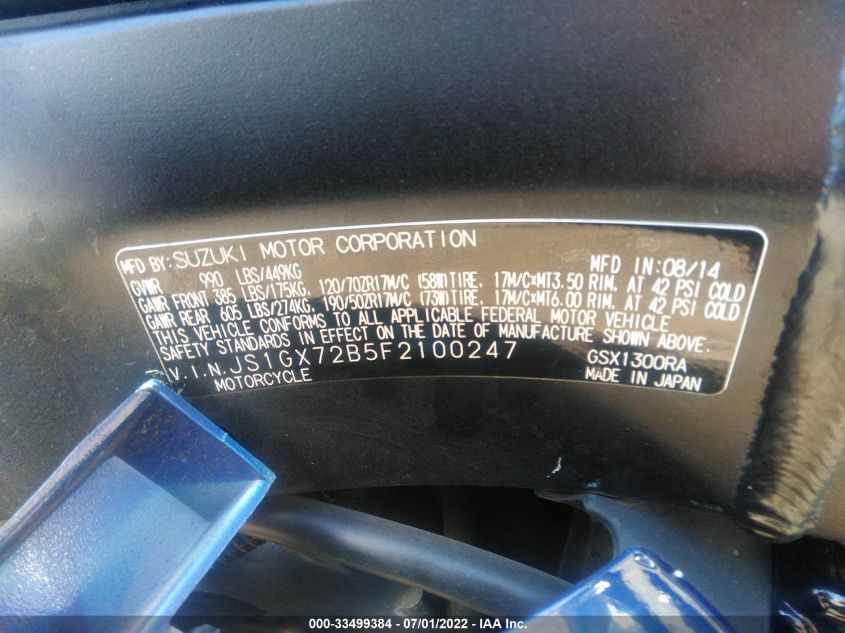 MFD BY:SUZUKI MOTOR CORPORATION MFD IN:08/14
GVWR 990 LBS/449KG
GAWR FRONT 385 LBS/175KG, 120/70ZR17M/C (58W)TIRE, 17M/C×MT3.50 RIM, AT 42 PSI COLD
GAWR REAR 605 LBS/274KG, 190/50ZR17M/C (73W)TIRE, 17M/C×MT6.00 RIM, AT 42 PSI COLD
THIS VEHICLE CONFORMS TO ALL APPLICABLE FEDERAL MOTOR VEHICLE
SAFETY STANDARDS IN EFFECT ON THE DATE OF MANUFACTURE SHOWN ABOVE.
V.I.N.JS1GX72B5F2100247 GSX1300RA
MOTORCYCLE MADE IN JAPAN
000-33499384 - 07/01/2022 - IAA Inc.